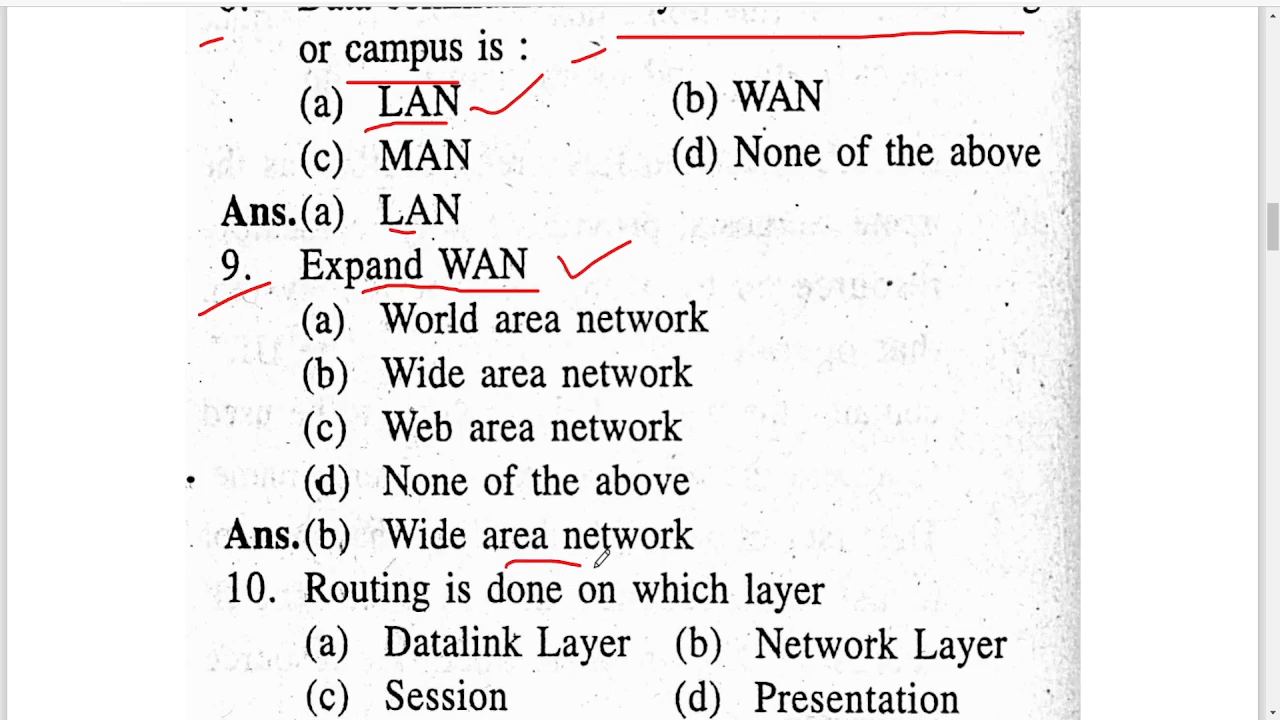 or campus is :
(a) LAN (b) WAN
(c) MAN (d) None of the above
Ans.(a) LAN
9. Expand WAN
(a) World area network
(b) Wide area network
(c) Web area network
(d) None of the above
Ans.(b) Wide area network
10. Routing is done on which layer
(a) Datalink Layer (b) Network Layer
(c) Session (d) Presentation